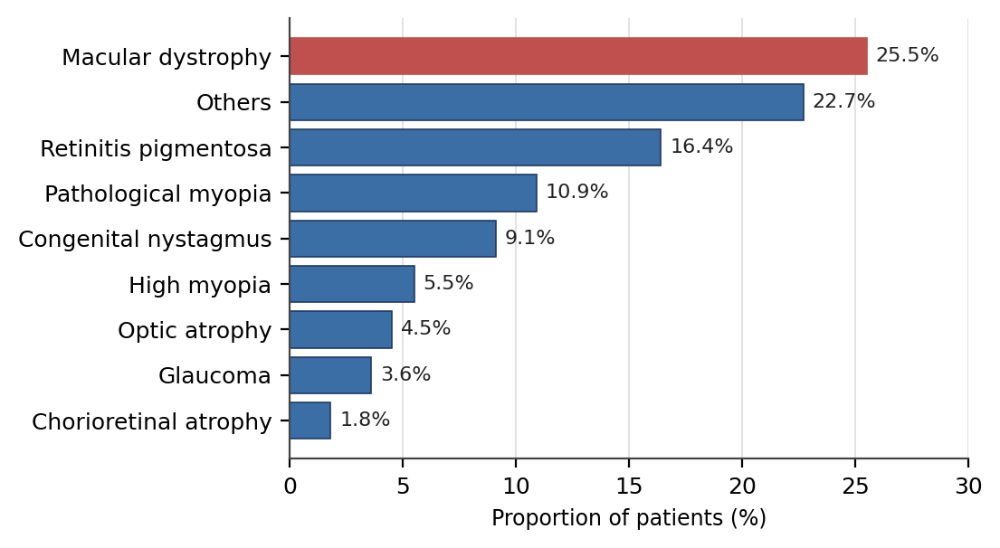 Macular dystrophy 25.5%
Others 22.7%
Retinitis pigmentosa 16.4%
Pathological myopia 10.9%
Congenital nystagmus 9.1%
High myopia 5.5%
Optic atrophy 4.5%
Glaucoma 3.6%
Chorioretinal atrophy 1.8%
0 5 10 15 20 25 30
Proportion of patients (%)